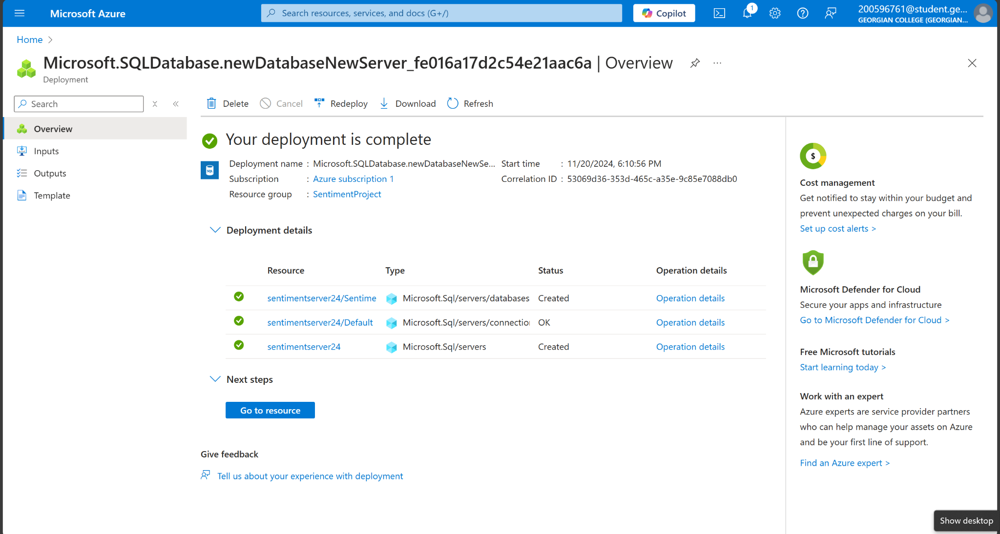 Microsoft Azure
Search resources, services, and docs (G+/)
Copilot
1
200596761@student.ge...
GEORGIAN COLLEGE (GEORGIAN...
Home >
Microsoft.SQLDatabase.newDatabaseNewServer_fe016a17d2c54e21aac6a | Overview
Deployment
Search
Delete
Cancel
Redeploy
Download
Refresh
Overview
Inputs
Outputs
Template
Your deployment is complete
SQL
Deployment name : Microsoft.SQLDatabase.newDatabaseNewSe...
Start time : 11/20/2024, 6:10:56 PM
Subscription : Azure subscription 1
Correlation ID : 53069d36-353d-465c-a35e-9c85e7088db0
Resource group : SentimentProject
Deployment details
Resource Type Status Operation details
sentimentserver24/Sentime Microsoft.Sql/servers/databases Created Operation details
sentimentserver24/Default Microsoft.Sql/servers/connection OK Operation details
sentimentserver24 Microsoft.Sql/servers Created Operation details
Next steps
Go to resource
Give feedback
Tell us about your experience with deployment
$
Cost management
Get notified to stay within your budget and
prevent unexpected charges on your bill.
Set up cost alerts >
Microsoft Defender for Cloud
Secure your apps and infrastructure
Go to Microsoft Defender for Cloud >
Free Microsoft tutorials
Start learning today >
Work with an expert
Azure experts are service provider partners
who can help manage your assets on Azure
and be your first line of support.
Find an Azure expert >
Show desktop